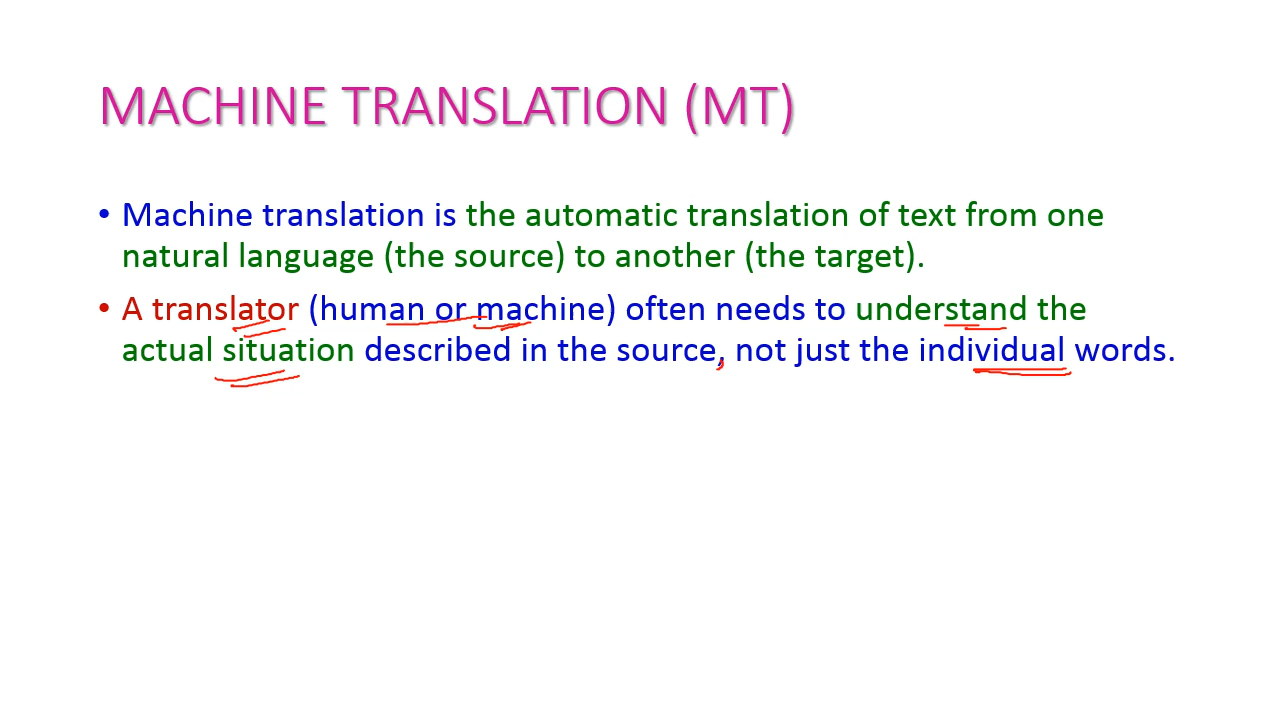 MACHINE TRANSLATION (MT)
• Machine translation is the automatic translation of text from one
natural language (the source) to another (the target).
• A translator (human or machine) often needs to understand the
actual situation described in the source, not just the individual words.